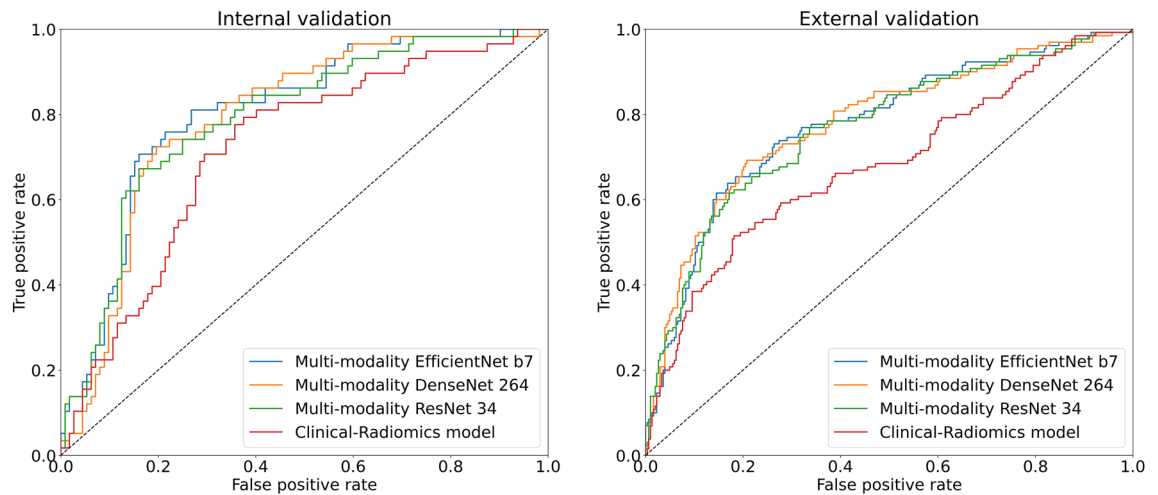 Internal validation
1.0
0.8
0.6
0.4
0.2
0.0
True positive rate
Multi-modality EfficientNet b7
Multi-modality DenseNet 264
Multi-modality ResNet 34
Clinical-Radiomics model
0.0 0.2 0.4 0.6 0.8 1.0
False positive rate
External validation
1.0
0.8
0.6
0.4
0.2
0.0
True positive rate
Multi-modality EfficientNet b7
Multi-modality DenseNet 264
Multi-modality ResNet 34
Clinical-Radiomics model
0.0 0.2 0.4 0.6 0.8 1.0
False positive rate